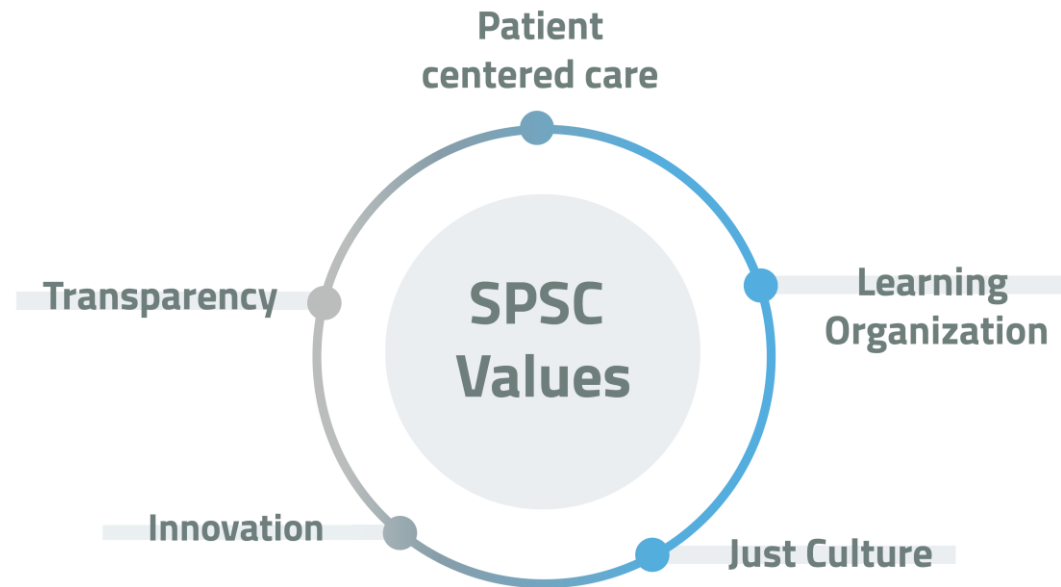 Patient
centered care
Transparency
SPSC
Values
Learning
Organization
Innovation
Just Culture